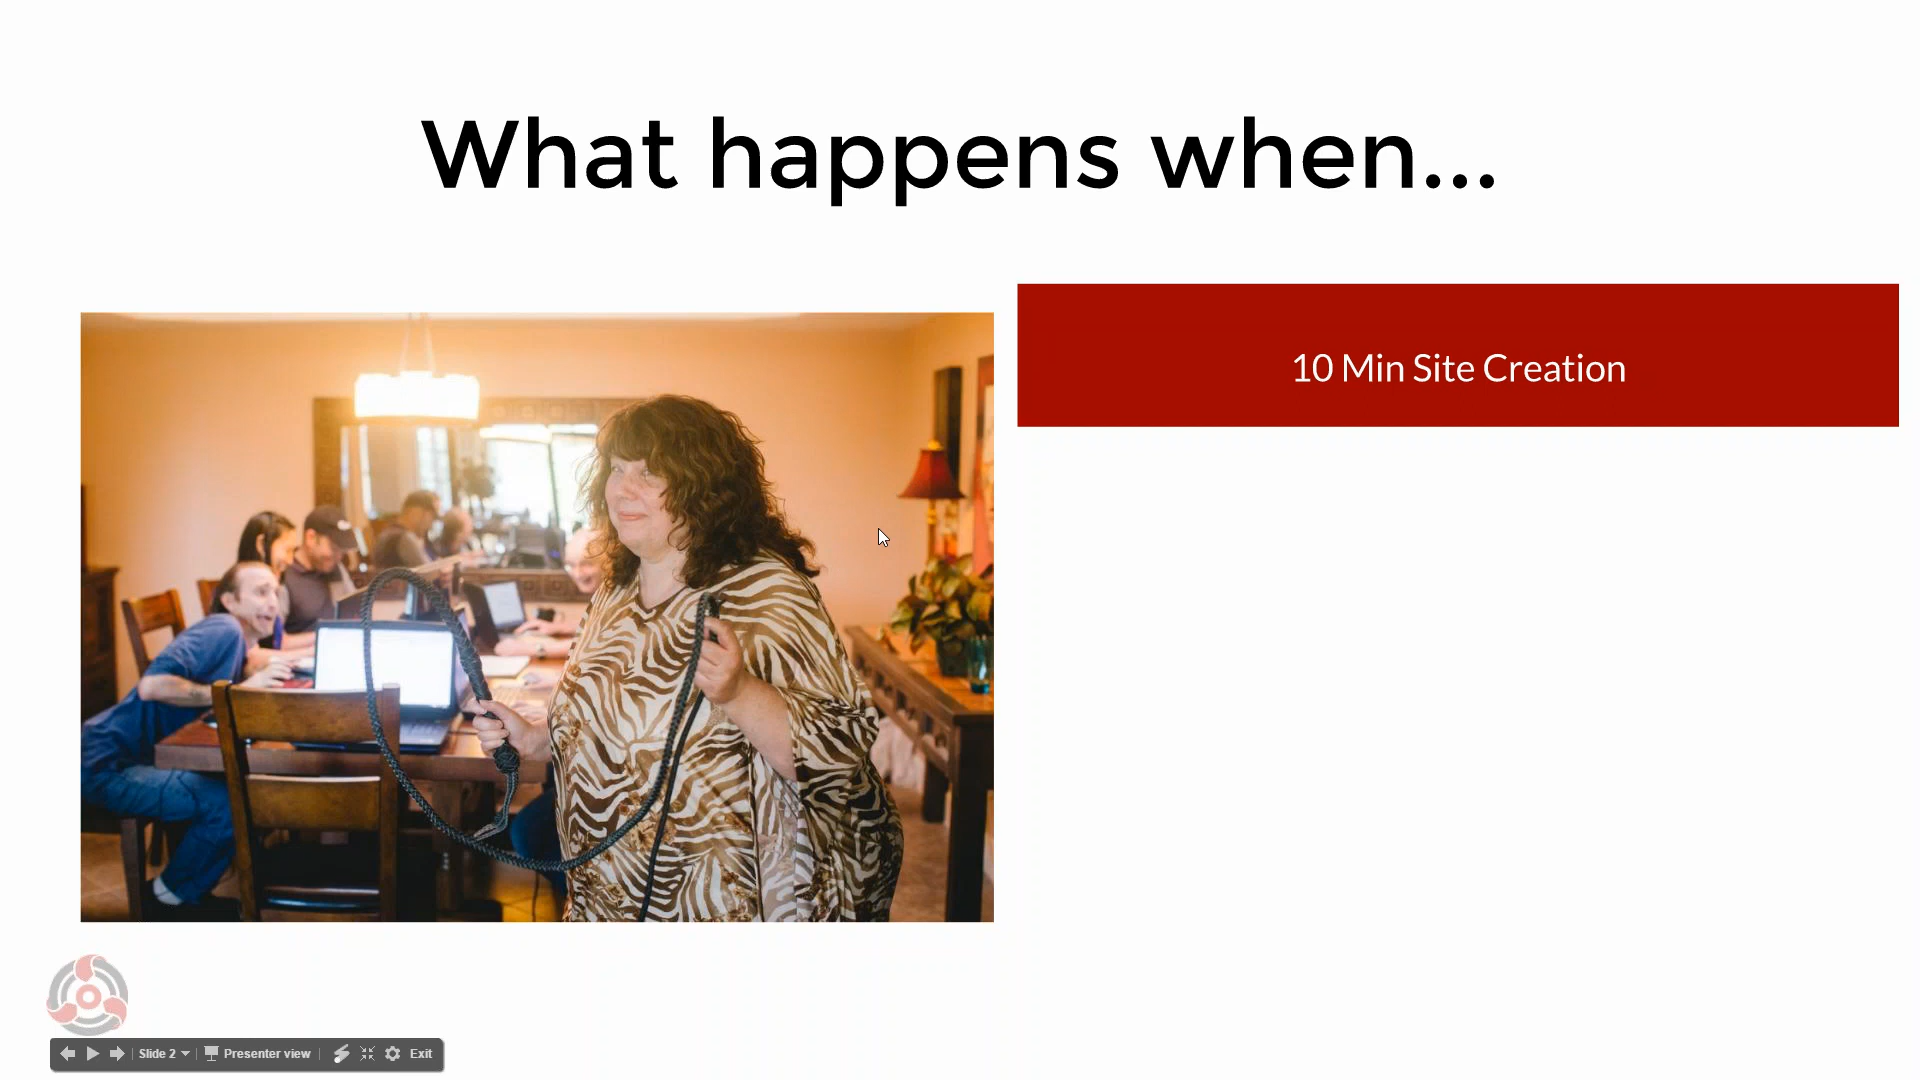 What happens when...
10 Min Site Creation
Slide 2
Presenter view
Exit